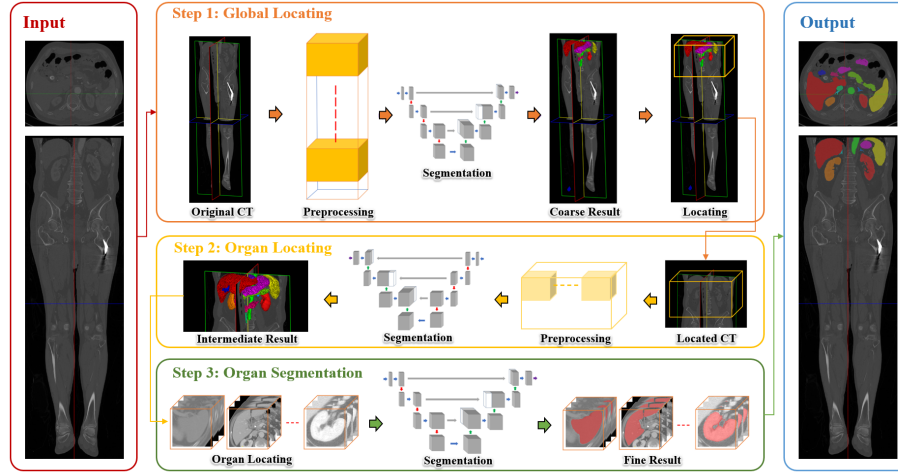 Input
Step 1: Global Locating
Output
Original CT
Preprocessing
Segmentation
Coarse Result
Locating
Step 2: Organ Locating
Intermediate Result
Segmentation
Preprocessing
Located CT
Step 3: Organ Segmentation
Organ Locating
Segmentation
Fine Result